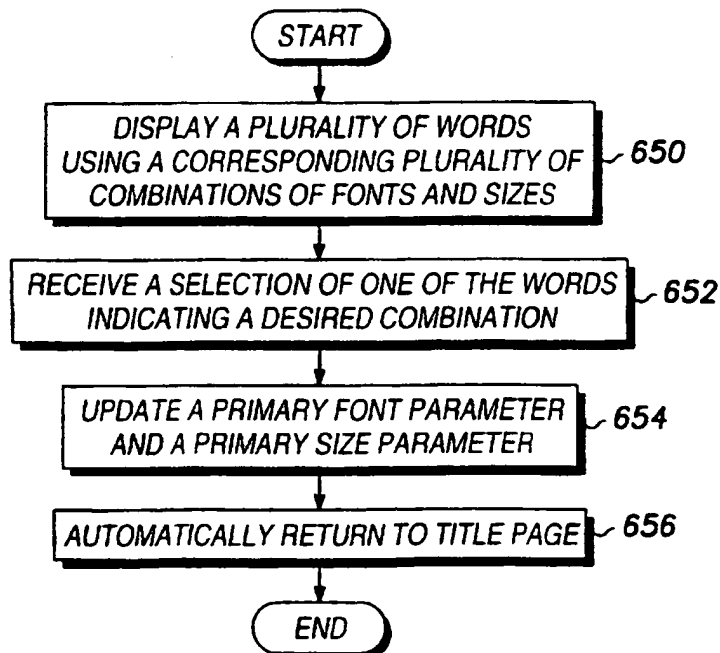 START
DISPLAY A PLURALITY OF WORDS
USING A CORRESPONDING PLURALITY OF
COMBINATIONS OF FONTS AND SIZES
650
RECEIVE A SELECTION OF ONE OF THE WORDS
INDICATING A DESIRED COMBINATION
652
UPDATE A PRIMARY FONT PARAMETER
AND A PRIMARY SIZE PARAMETER
654
AUTOMATICALLY RETURN TO TITLE PAGE
656
END